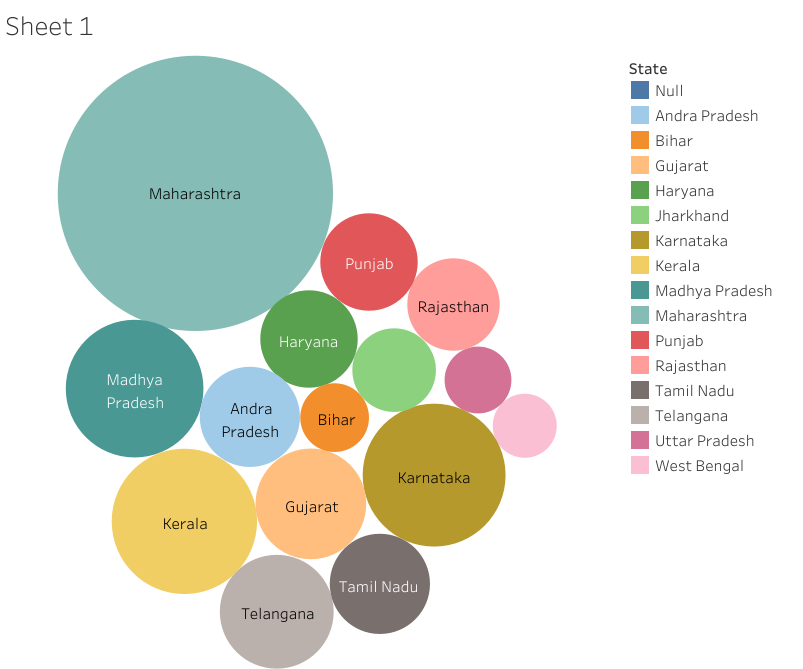 Sheet 1
Maharashtra
Punjab
Rajasthan
Haryana
Madhya
Pradesh
Andra
Pradesh
Bihar
Karnataka
Gujarat
Kerala
Tamil Nadu
Telangana
State
Null
Andra Pradesh
Bihar
Gujarat
Haryana
Jharkhand
Karnataka
Kerala
Madhya Pradesh
Maharashtra
Punjab
Rajasthan
Tamil Nadu
Telangana
Uttar Pradesh
West Bengal